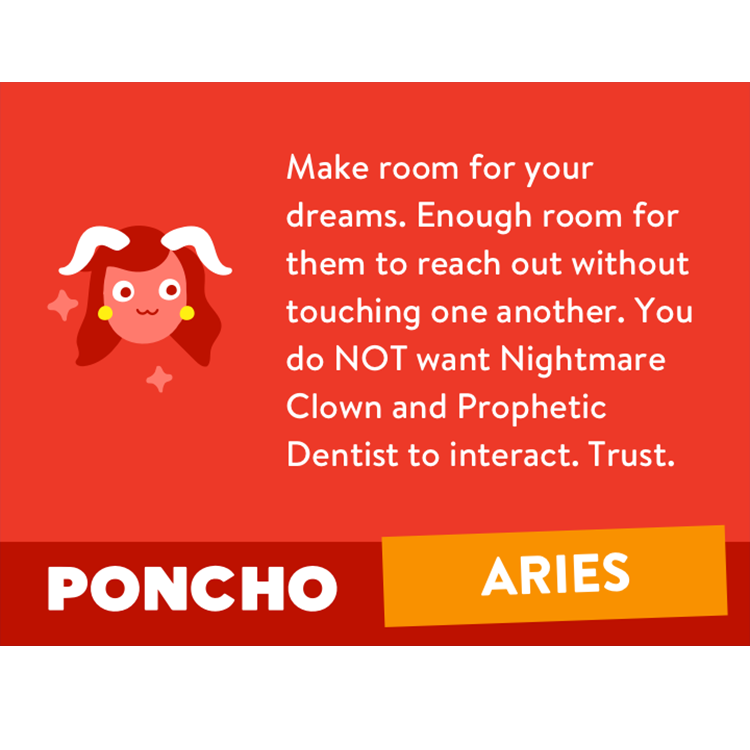 Make room for your
dreams. Enough room for
them to reach out without
touching one another. You
do NOT want Nightmare
Clown and Prophetic
Dentist to interact. Trust.
PONCHO
ARIES